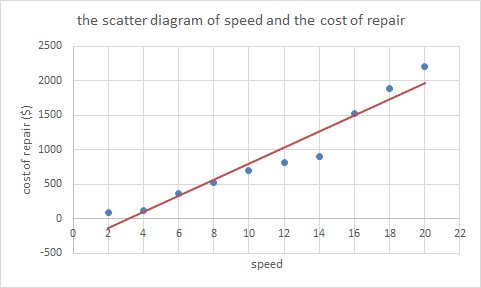 the scatter diagram of speed and the cost of repair
2500
2000
1500
1000
500
0
-500
0 2 4 6 8 10 12 14 16 18 20 22
cost of repair ($)
speed